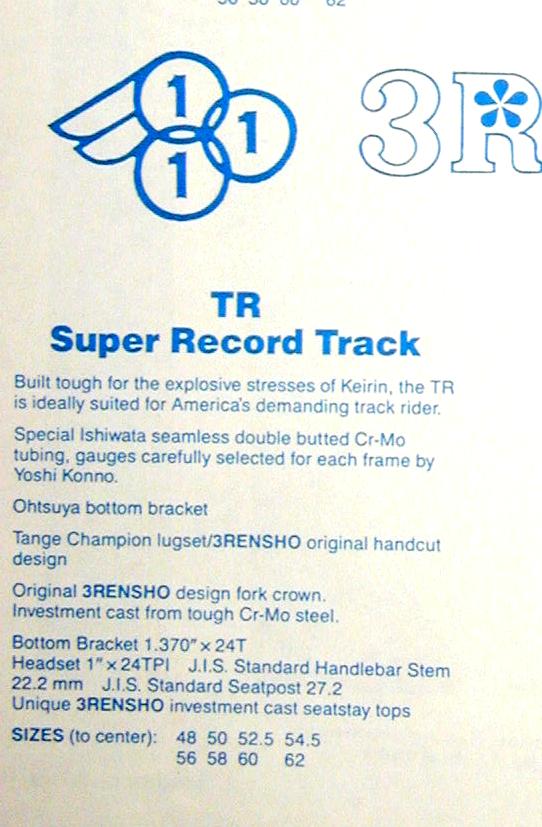 1
1
1
3R
TR
Super Record Track
Built tough for the explosive stresses of Keirin, the TR
is ideally suited for America's demanding track rider.
Special Ishiwata seamless double butted Cr-Mo
tubing, gauges carefully selected for each frame by
Yoshi Konno.
Ohtsuya bottom bracket
Tange Champion lugset/3RENSHO original handcut
design
Original 3RENSHO design fork crown.
Investment cast from tough Cr-Mo steel.
Bottom Bracket 1.370" x 24T
Headset 1" x 24TPI J.I.S. Standard Handlebar Stem
22.2 mm J.I.S. Standard Seatpost 27.2
Unique 3RENSHO investment cast seatstay tops
SIZES (to center): 48 50 52.5 54.5
56 58 60 62